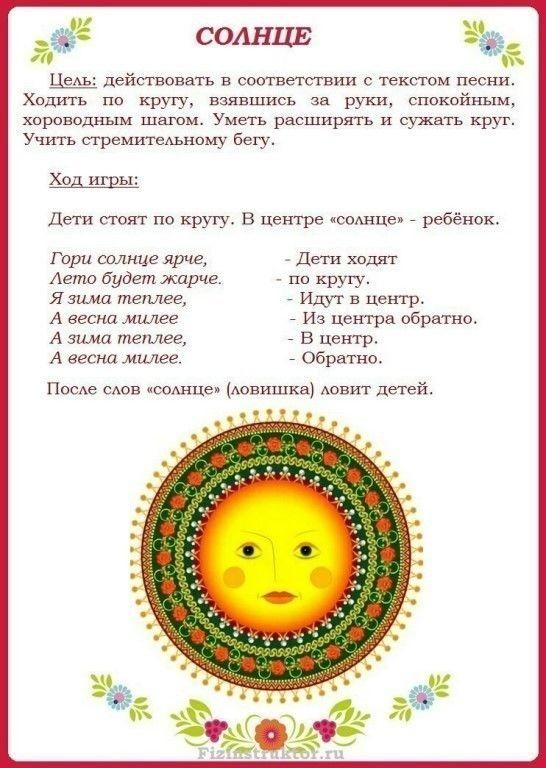 СОЛНЦЕ
Цель: действовать в соответствии с текстом песни.
Ходить по кругу, взявшись за руки, спокойным,
хороводным шагом. Уметь расширять и сужать круг.
Учить стремительному бегу.
Ход игры:
Дети стоят по кругу. В центре «солнце» - ребёнок.
Гори солнце ярче, - Дети ходят
Лето будет жарче. - по кругу.
Я зима теплее, - Идут в центр.
А весна милее - Из центра обратно.
А зима теплее, - В центр.
А весна милее. - Обратно.
После слов «солнце» (ловишка) ловит детей.
Fizinstruktor.ru